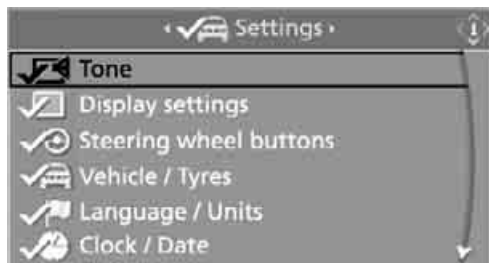 Settings
Tone
Display settings
Steering wheel buttons
Vehicle / Tyres
Language / Units
Clock / Date